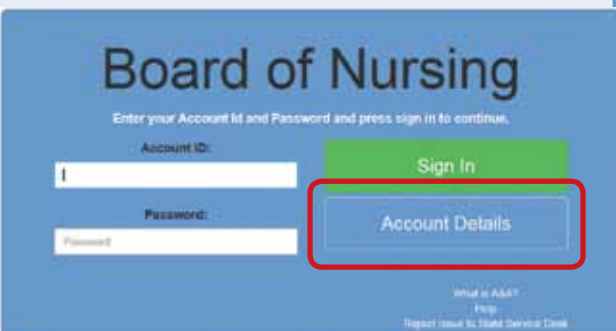 Board of Nursing
Enter your Account Id and Password and press sign in to continue.
Account ID:
Sign In
Password:
Password
Account Details
What is A&A?
Help
Report Issue to State Service Desk